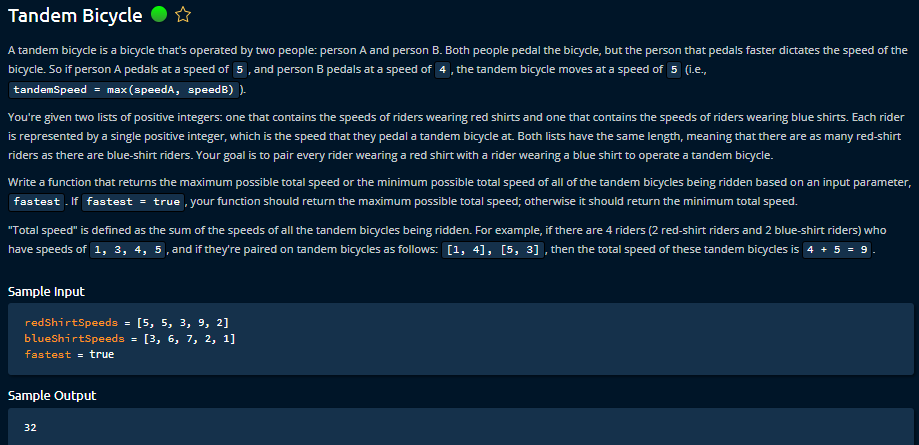 Tandem Bicycle
A tandem bicycle is a bicycle that's operated by two people: person A and person B. Both people pedal the bicycle, but the person that pedals faster dictates the speed of the
bicycle. So if person A pedals at a speed of 5 , and person B pedals at a speed of 4 , the tandem bicycle moves at a speed of 5 (i.e.,
tandemSpeed = max(speedA, speedB) ).
You're given two lists of positive integers: one that contains the speeds of riders wearing red shirts and one that contains the speeds of riders wearing blue shirts. Each rider
is represented by a single positive integer, which is the speed that they pedal a tandem bicycle at. Both lists have the same length, meaning that there are as many red-shirt
riders as there are blue-shirt riders. Your goal is to pair every rider wearing a red shirt with a rider wearing a blue shirt to operate a tandem bicycle.
Write a function that returns the maximum possible total speed or the minimum possible total speed of all of the tandem bicycles being ridden based on an input parameter,
fastest . If fastest = true , your function should return the maximum possible total speed; otherwise it should return the minimum total speed.
"Total speed" is defined as the sum of the speeds of all the tandem bicycles being ridden. For example, if there are 4 riders (2 red-shirt riders and 2 blue-shirt riders) who
have speeds of 1, 3, 4, 5 , and if they're paired on tandem bicycles as follows: [1, 4], [5, 3] , then the total speed of these tandem bicycles is 4 + 5 = 9 .
Sample Input
redShirtSpeeds = [5, 5, 3, 9, 2]
blueShirtSpeeds = [3, 6, 7, 2, 1]
fastest = true
Sample Output
32